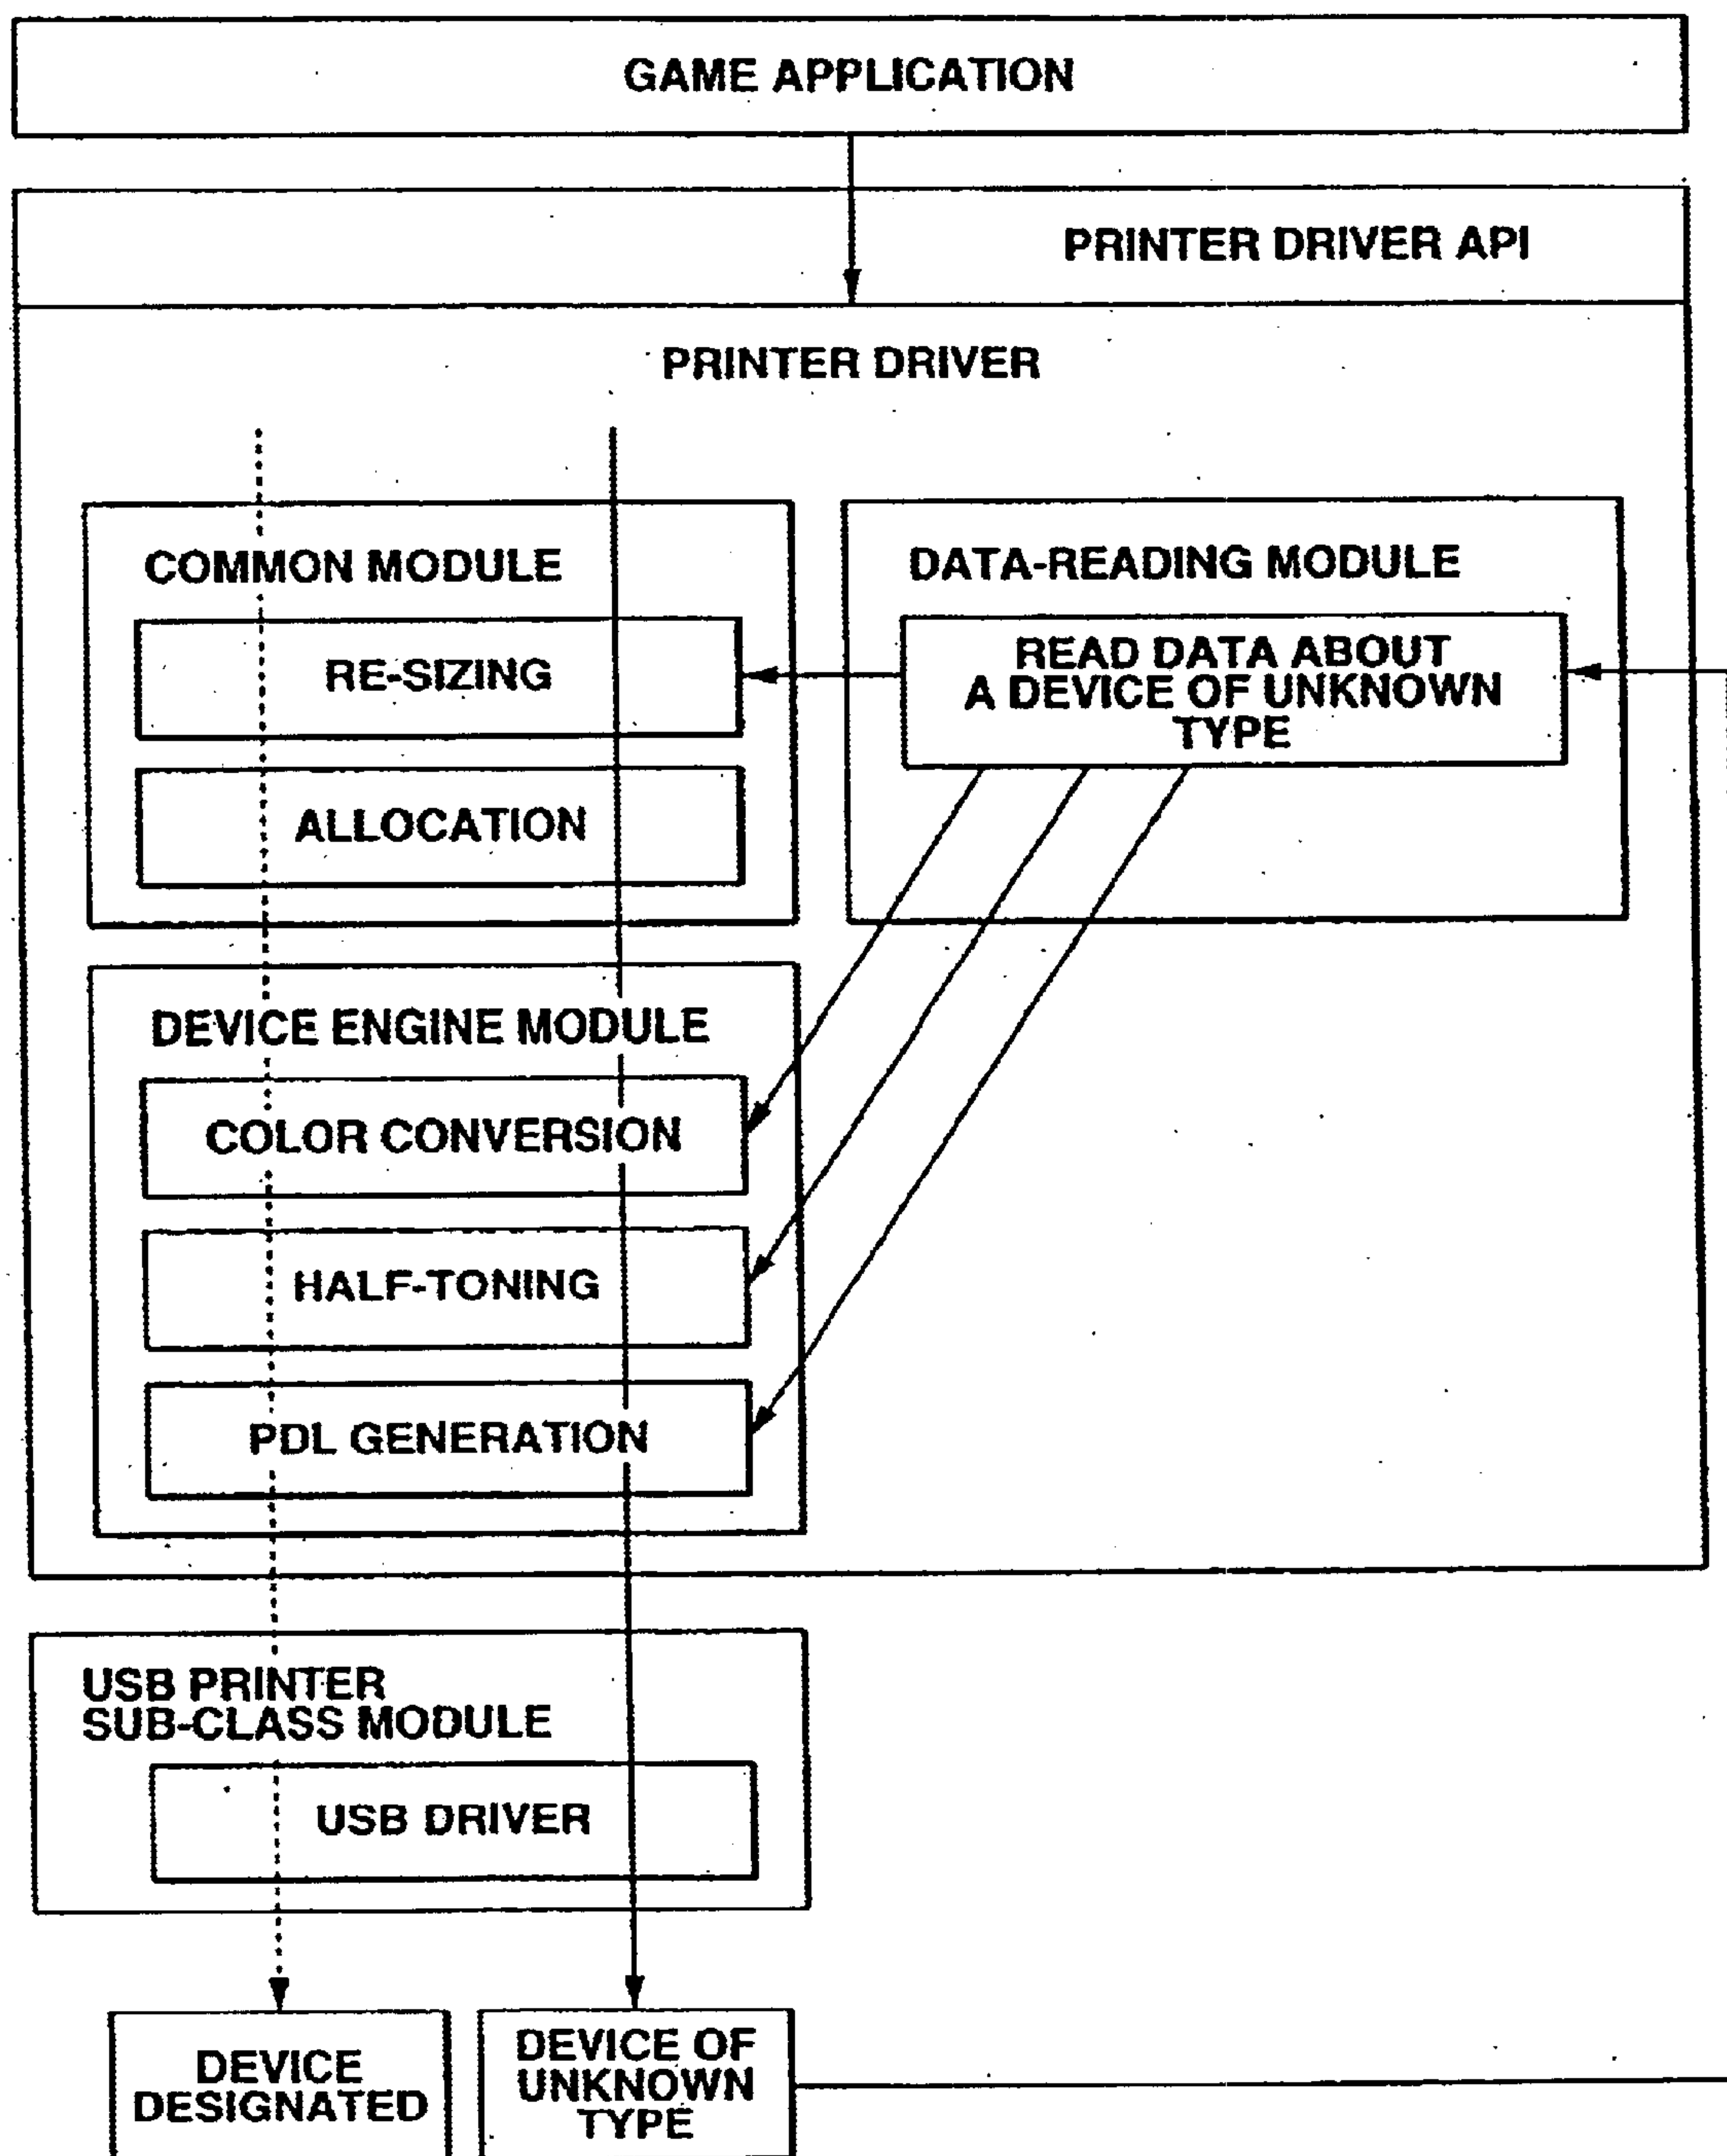 GAME APPLICATION
PRINTER DRIVER API
PRINTER DRIVER
COMMON MODULE
RE-SIZING
ALLOCATION
DATA-READING MODULE
READ DATA ABOUT
A DEVICE OF UNKNOWN
TYPE
DEVICE ENGINE MODULE
COLOR CONVERSION
HALF-TONING
PDL GENERATION
USB PRINTER
SUB-CLASS MODULE
USB DRIVER
DEVICE
DESIGNATED
DEVICE OF
UNKNOWN
TYPE